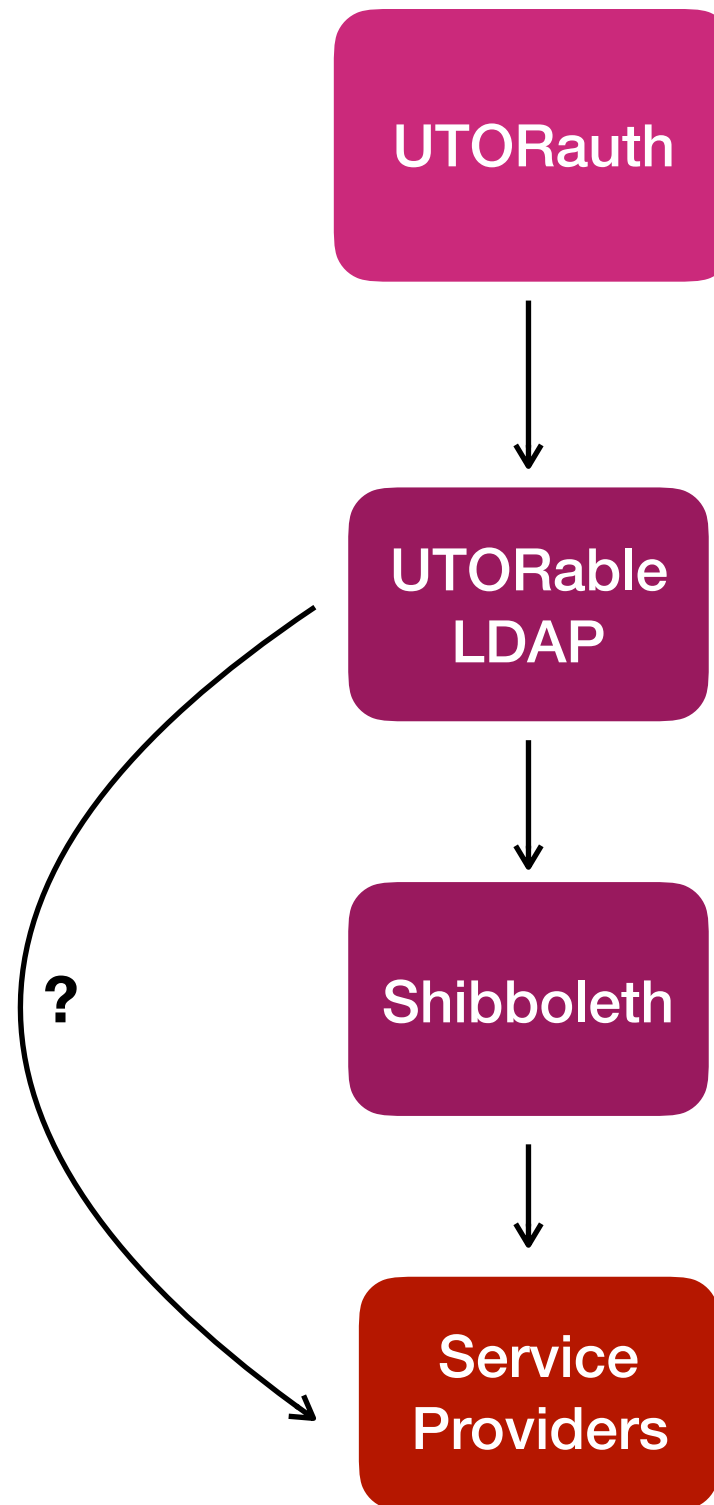 UTORauth
UTORable
LDAP
?
Shibboleth
Service
Providers